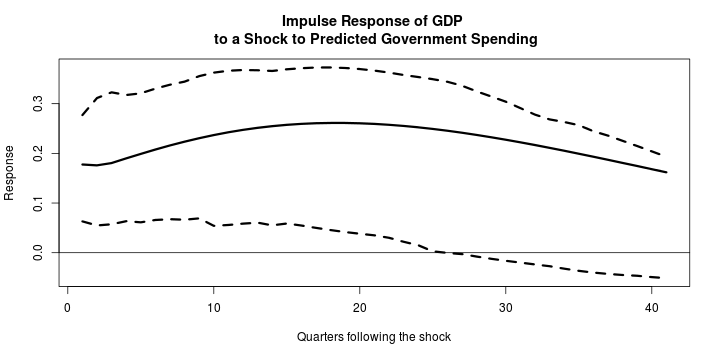 Impulse Response of GDP
to a Shock to Predicted Government Spending
Response
0.3
0.2
0.1
0.0
0 10 20 30 40
Quarters following the shock